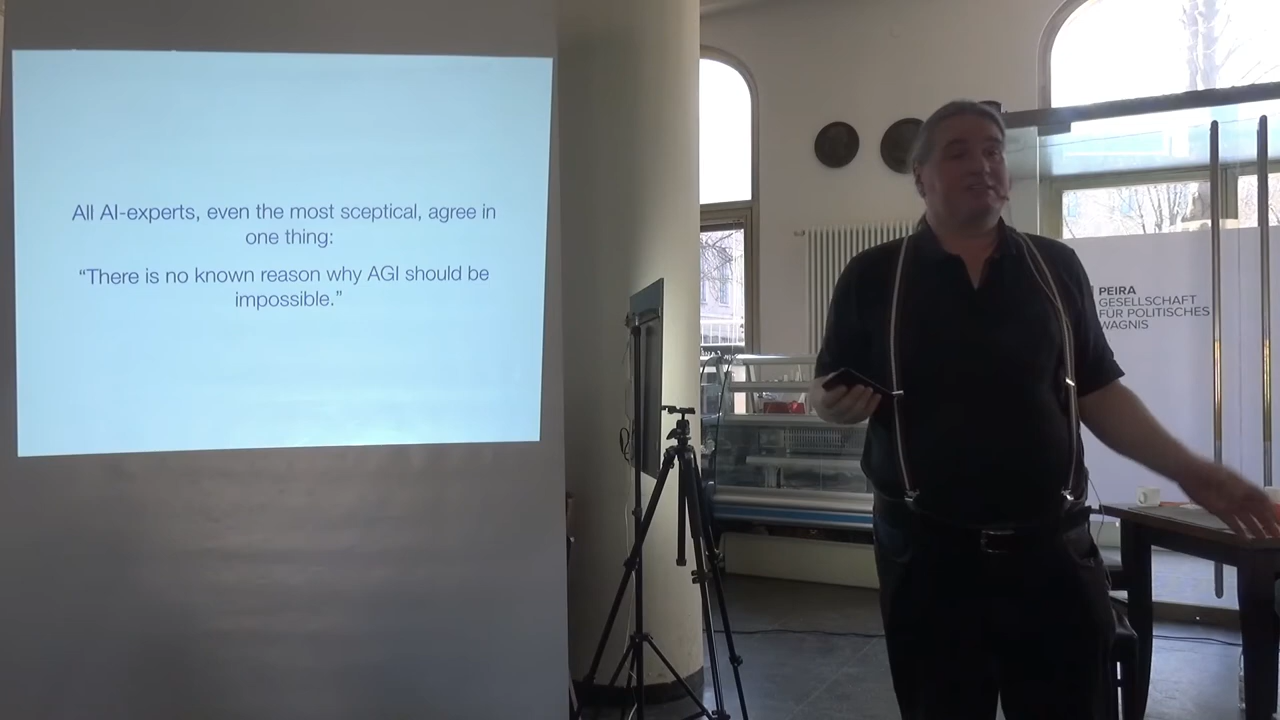 All AI-experts, even the most sceptical, agree in
one thing:
“There is no known reason why AGI should be
impossible.”
PEIRA
GESELLSCHAFT
FÜR POLITISCHES
WAGNIS